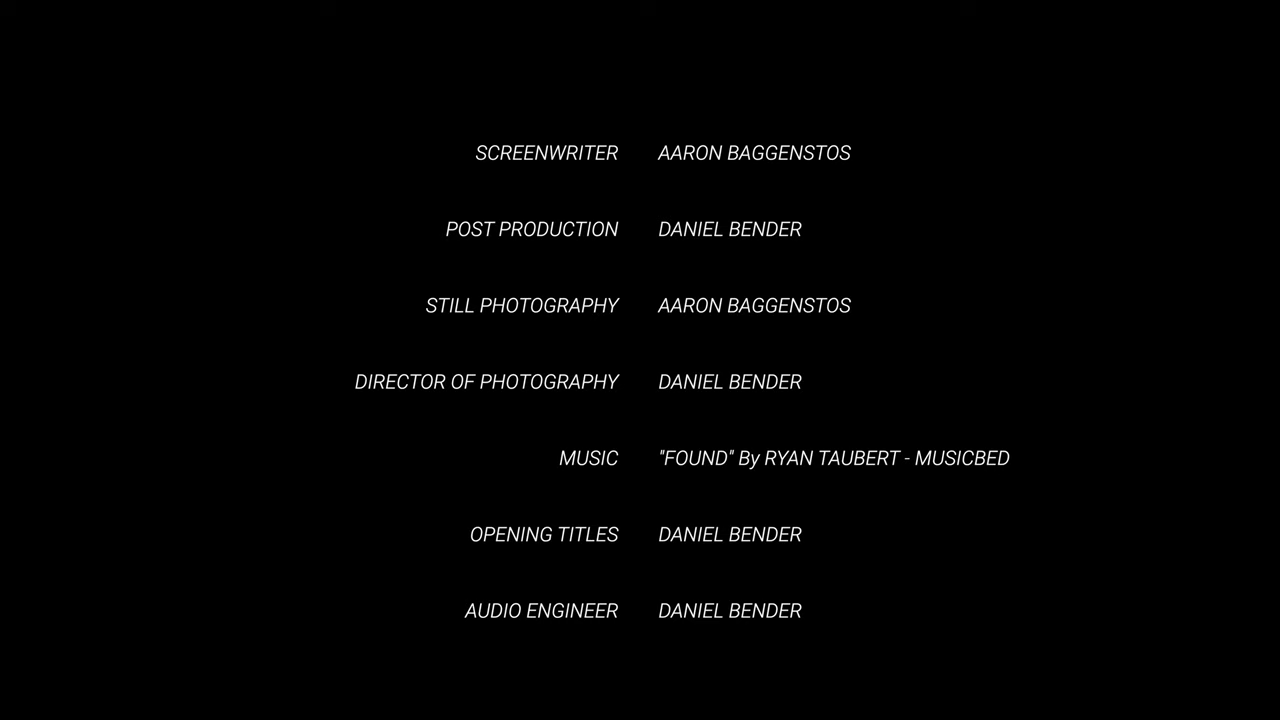 SCREENWRITER AARON BAGGENSTOS
POST PRODUCTION DANIEL BENDER
STILL PHOTOGRAPHY AARON BAGGENSTOS
DIRECTOR OF PHOTOGRAPHY DANIEL BENDER
MUSIC "FOUND" By RYAN TAUBERT - MUSICBED
OPENING TITLES DANIEL BENDER
AUDIO ENGINEER DANIEL BENDER